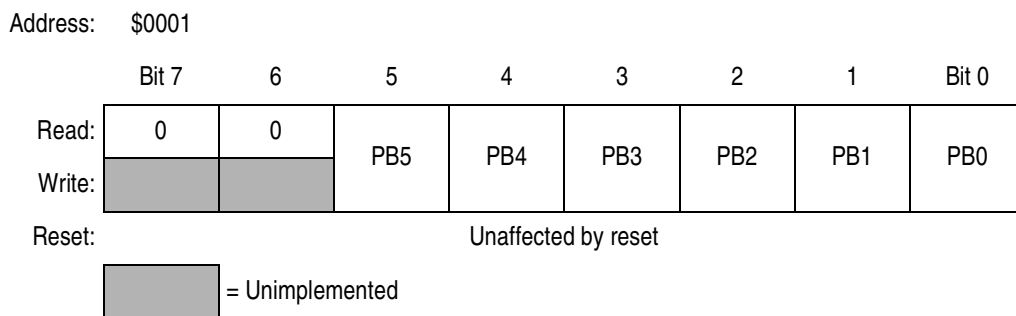 Address: $0001
Bit 7 6 5 4 3 2 1 Bit 0
Read: 0 0 PB5 PB4 PB3 PB2 PB1 PB0
Write:
Reset: Unaffected by reset
= Unimplemented